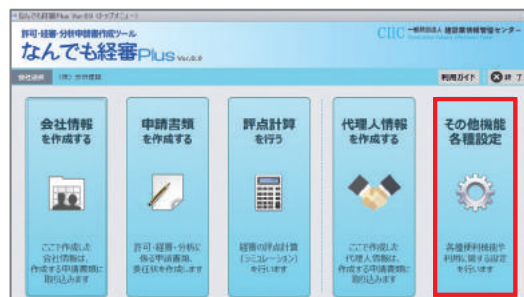 なんでも経審Plus Ver.0.9 (トップメニュー)
許可・経審・分析申請書作成ツール
なんでも経審Plus Ver.0.9
CIIC 一般財団法人 建設業情報管理センター
会社選択 (株)分析建設
利用ガイド 終 了
会社情報
を作成する
ここで作成した
会社情報は、
作成する申請書類に
取り込みます
申請書類
を作成する
許可・経審・分析に
係る申請書類、
委任状を作成します
評点計算
を行う
経審の評点計算
(シミュレーション)
を行います
代理人情報
を作成する
ここで作成した
代理人情報は、
作成する申請書類に
取り込みます
その他機能
各種設定
各種便利機能や
利用に関する設定
を行います